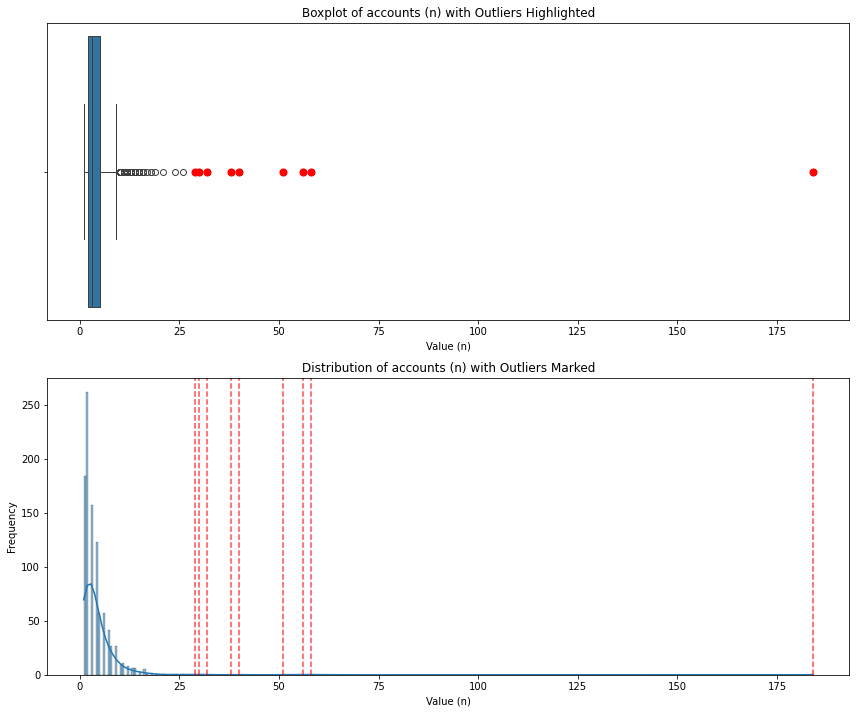 Boxplot of accounts (n) with Outliers Highlighted
0 25 50 75 100 125 150 175
Value (n)
Distribution of accounts (n) with Outliers Marked
250
200
150
100
50
0
Frequency
0 25 50 75 100 125 150 175
Value (n)